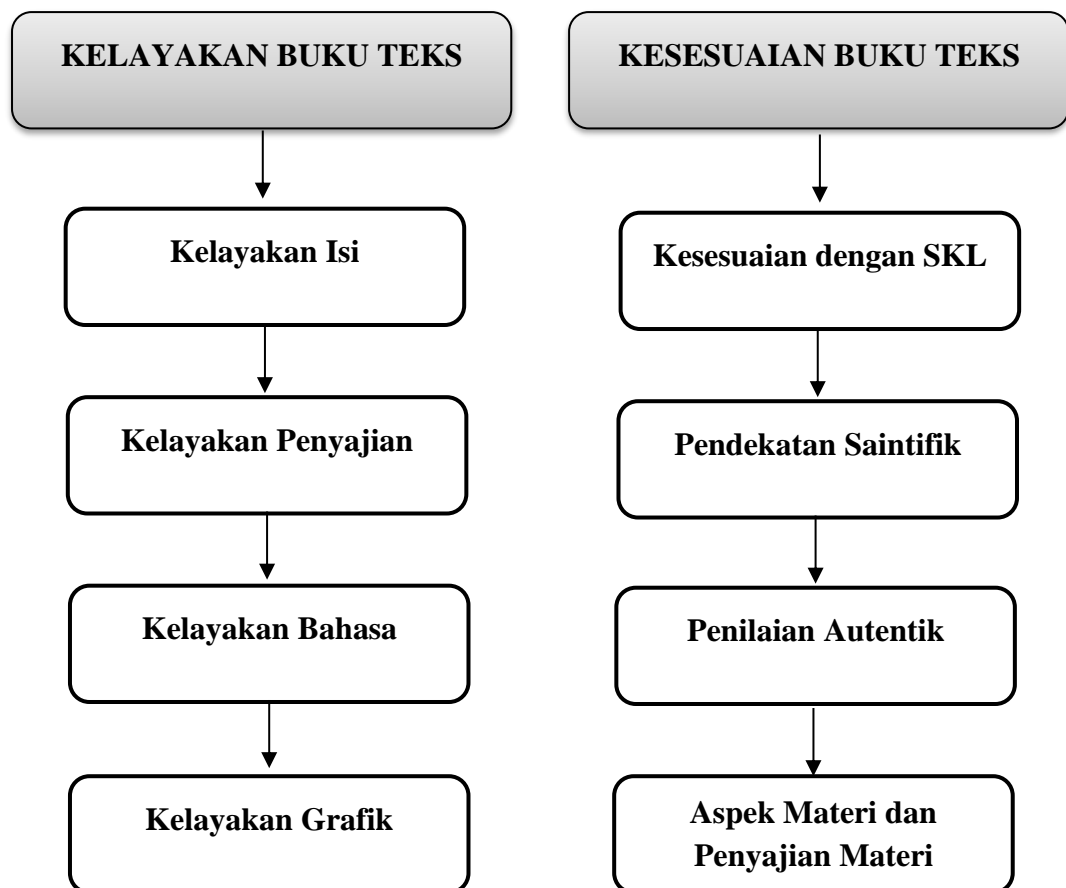 KELAYAKAN BUKU TEKS
Kelayakan Isi
Kelayakan Penyajian
Kelayakan Bahasa
Kelayakan Grafik
KESESUAIAN BUKU TEKS
Kesesuaian dengan SKL
Pendekatan Saintifik
Penilaian Autentik
Aspek Materi dan
Penyajian Materi